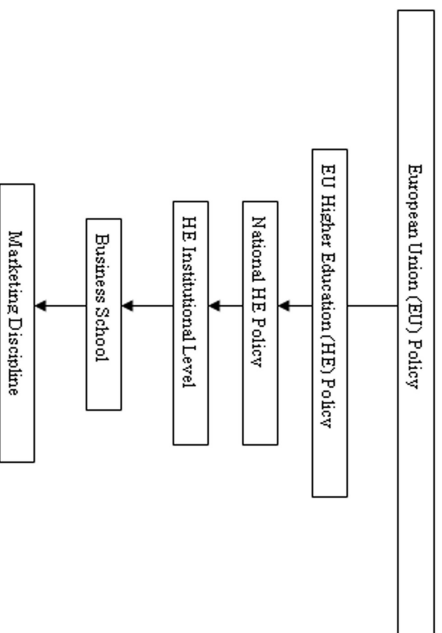 European Union (EU) Policy
EU Higher Education (HE) Policy
National HE Policy
HE Institutional Level
Business School
Marketing Discipline